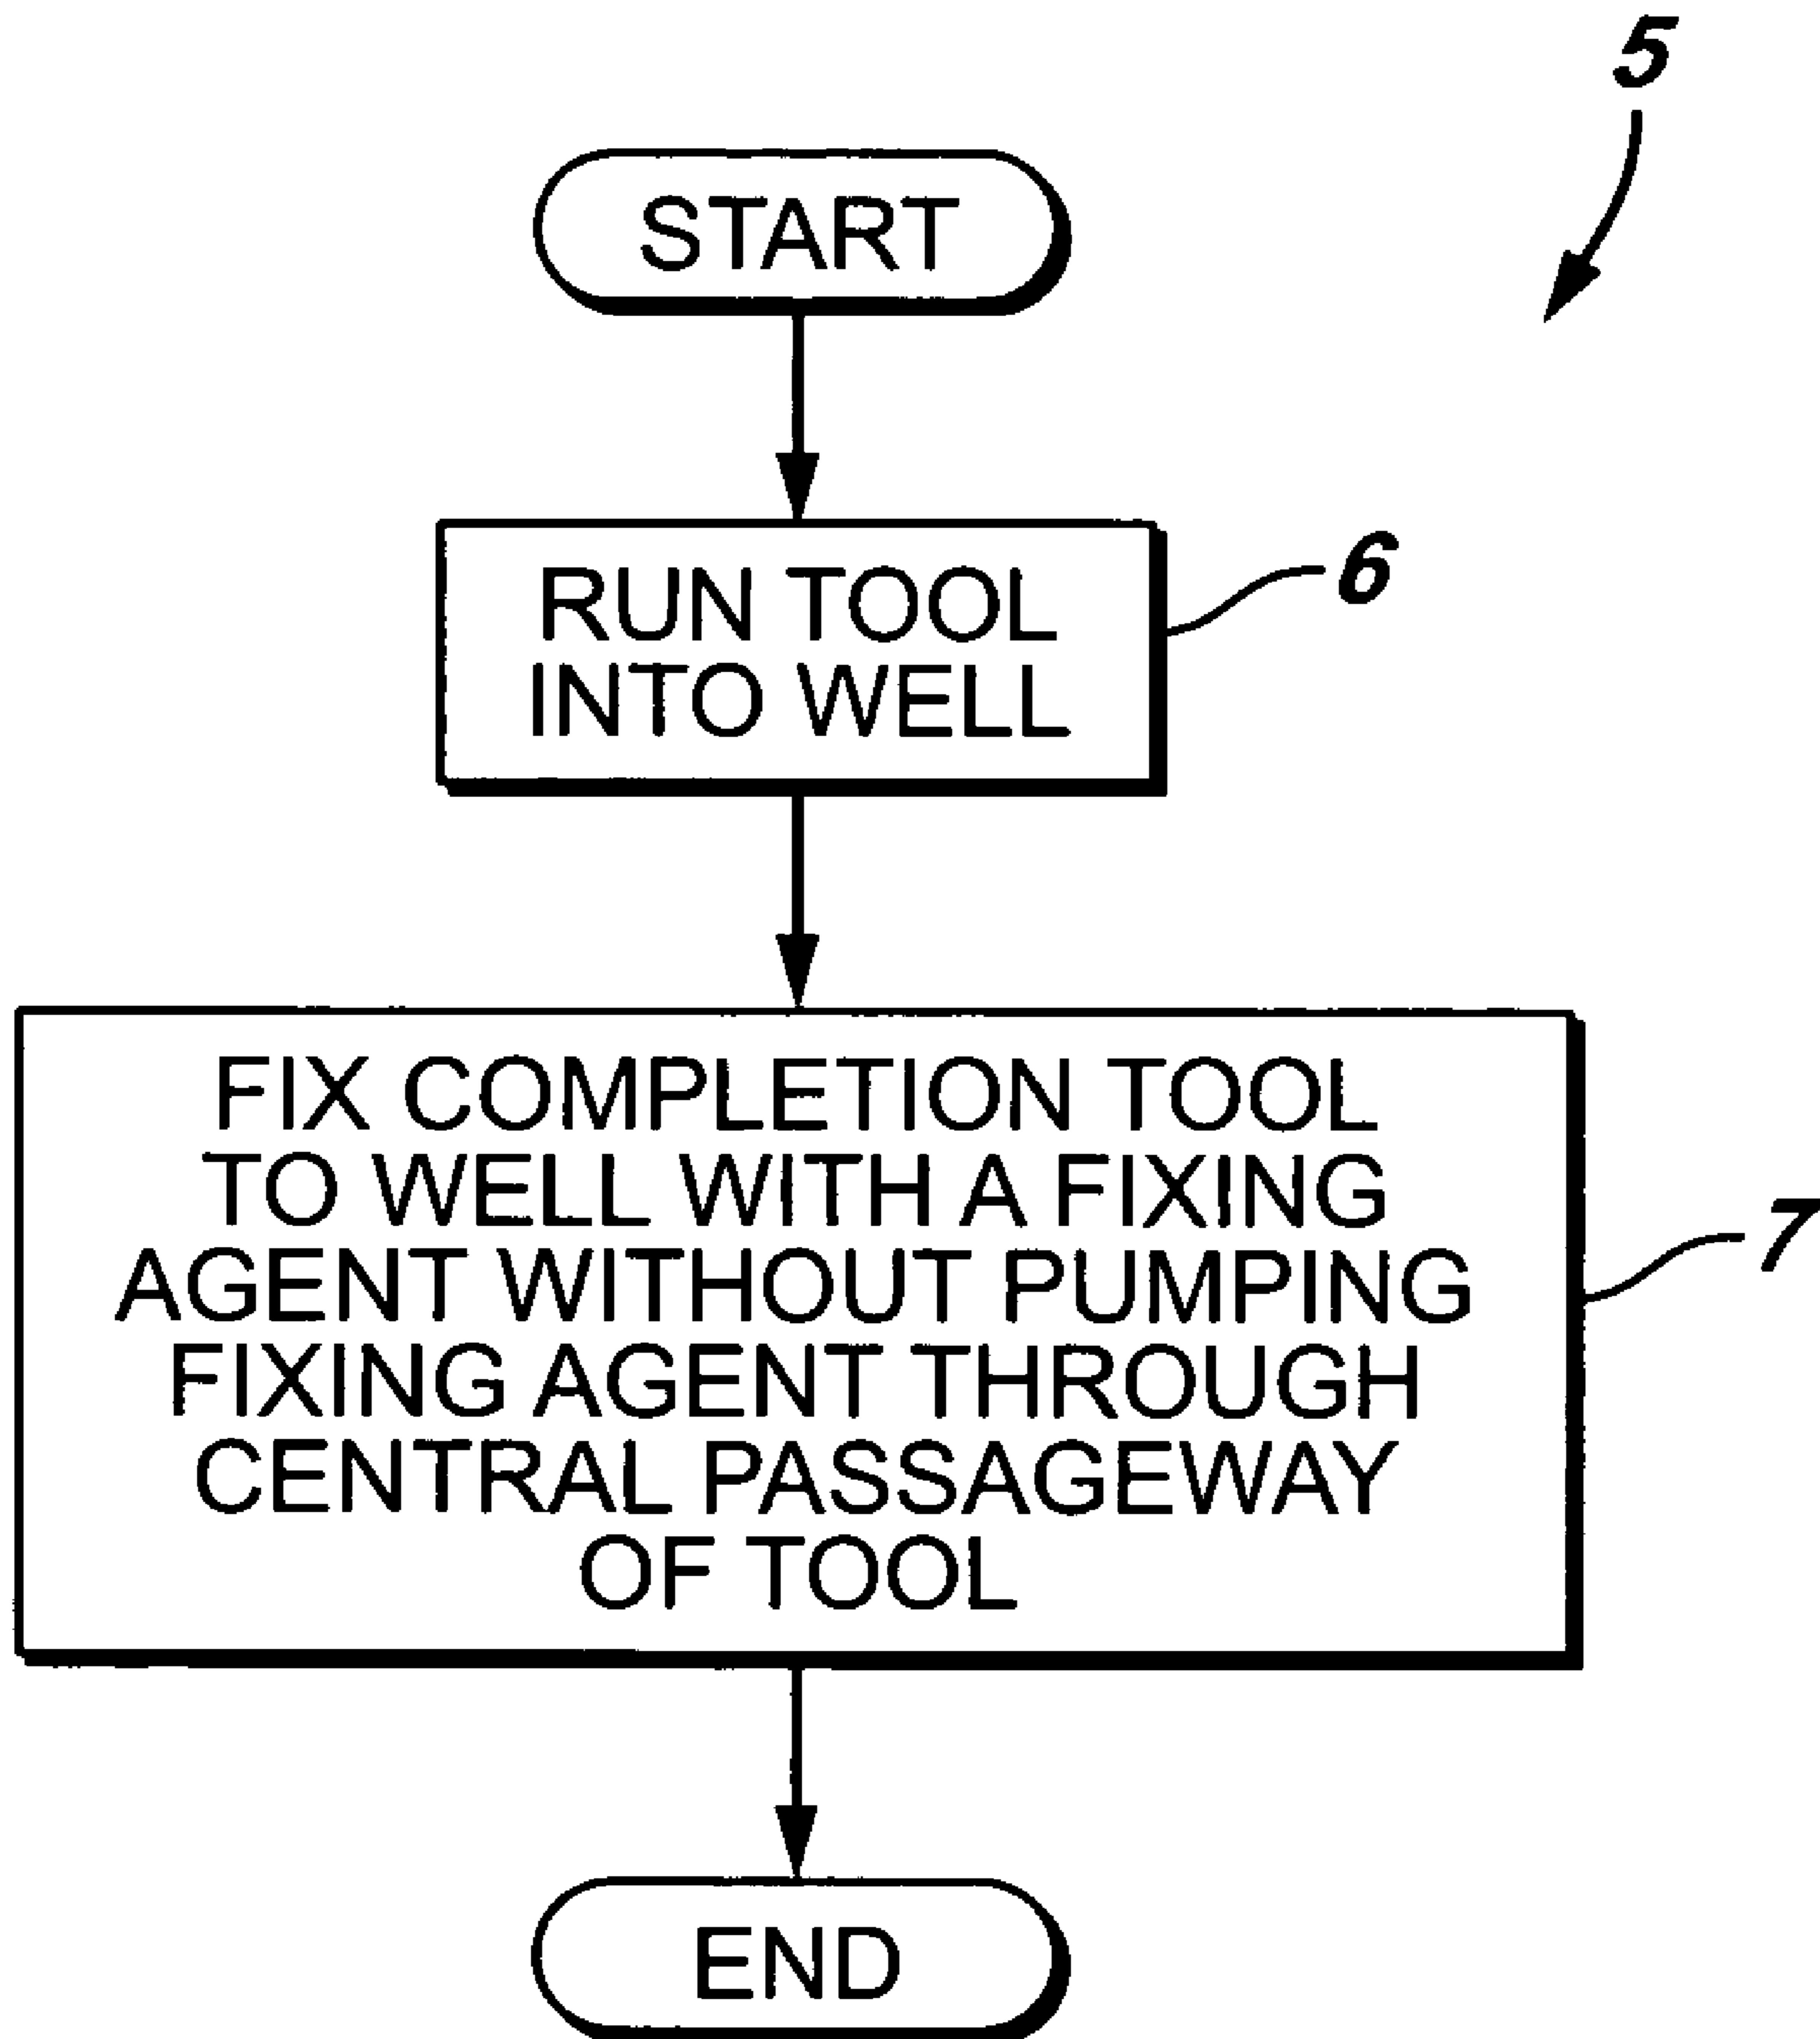 5
START
RUN TOOL
INTO WELL
6
FIX COMPLETION TOOL
TO WELL WITH A FIXING
AGENT WITHOUT PUMPING
FIXING AGENT THROUGH
CENTRAL PASSAGEWAY
OF TOOL
7
END